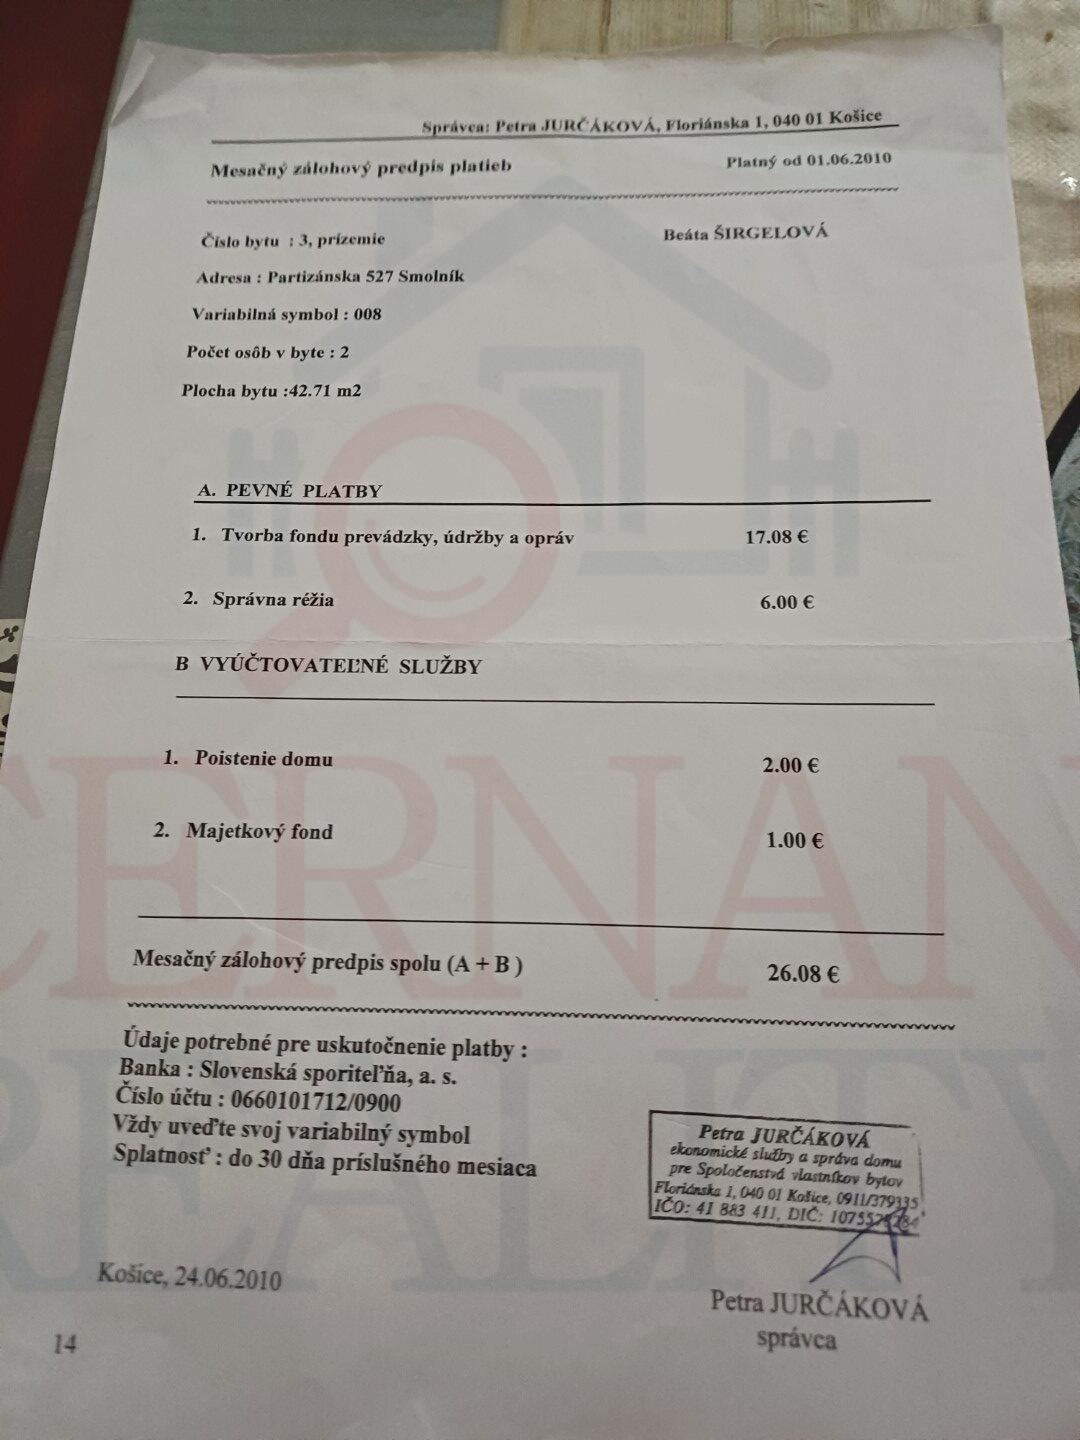 Správca: Petra JURČÁKOVÁ, Floriánska 1, 040 01 Košice
Mesačný zálohový predpis platieb Platný od 01.06.2010
Číslo bytu : 3, prízemie Beáta ŠIRGELOVÁ
Adresa : Partizánska 527 Smolník
Variabilná symbol : 008
Počet osôb v byte : 2
Plocha bytu :42.71 m2
A. PEVNÉ PLATBY
1. Tvorba fondu prevádzky, údržby a opráv 17.08 €
2. Správna réžia 6.00 €
B VYÚČTOVATEĽNÉ SLUŽBY
1. Poistenie domu 2.00 €
2. Majetkový fond 1.00 €
Mesačný zálohový predpis spolu (A + B ) 26.08 €
Údaje potrebné pre uskutočnenie platby :
Banka : Slovenská sporiteľňa, a. s.
Číslo účtu : 0660101712/0900
Vždy uveďte svoj variabilný symbol
Splatnosť : do 30 dňa príslušného mesiaca
Petra JURČÁKOVÁ
ekonomické služby a správa domu
pre Spoločenstvá vlastníkov bytov
Floriánska 1, 040 01 Košice, 0911/379335
IČO: 41 883 411, DIČ:
Košice, 24.06.2010
Petra JURČÁKOVÁ
správca
14
CERNAN
REALITY